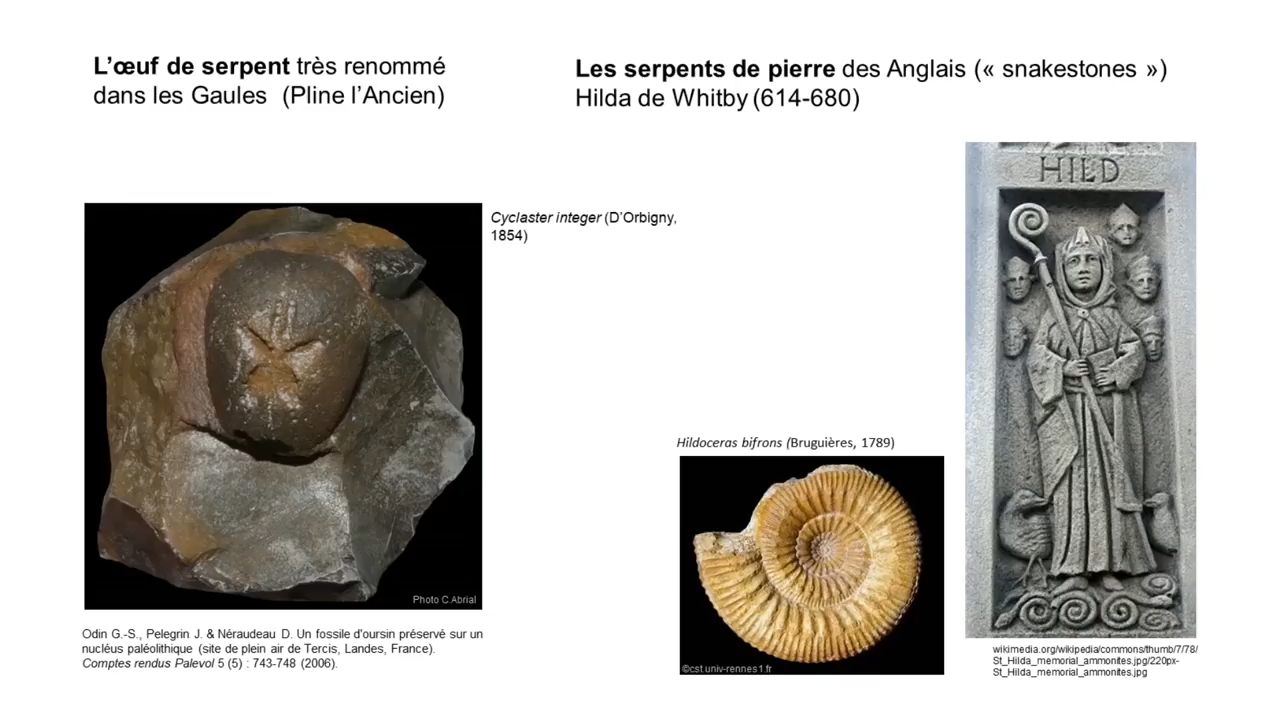 L'œuf de serpent très renommé
dans les Gaules (Pline l'Ancien)
Les serpents de pierre des Anglais (« snakestones »)
Hilda de Whitby (614-680)
Cyclaster integer (D'Orbigny,
1854)
Photo C.Abrial
Odin G.-S., Pelegrin J. & Néraudeau D. Un fossile d'oursin préservé sur un
nucléus paléolithique (site de plein air de Tercis, Landes, France).
Comptes rendus Palevol 5 (5) : 743-748 (2006).
Hildoceras bifrons (Bruguières, 1789)
©cst.univ-rennes1.fr
HILD
wikimedia.org/wikipedia/commons/thumb/7/78/
St_Hilda_memorial_ammonites.jpg/220px-
St_Hilda_memorial_ammonites.jpg